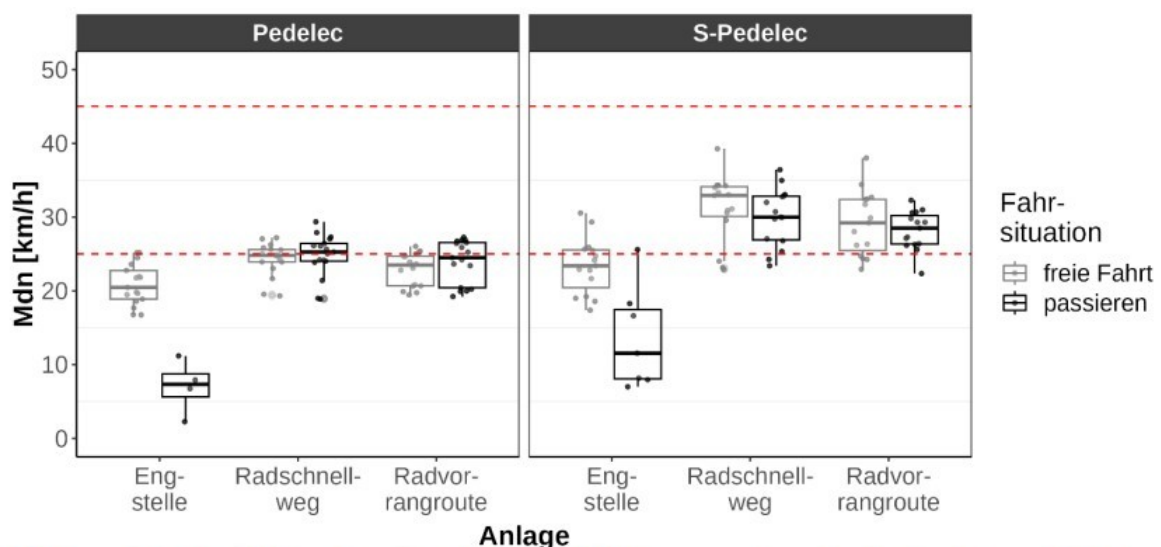 Pedelec
S-Pedelec
50
40
30
20
10
0
Mdn [km/h]
Eng-
stelle
Radschnell-
weg
Radvor-
rangroute
Eng-
stelle
Radschnell-
weg
Radvor-
rangroute
Anlage
Fahr-
situation
freie Fahrt
passieren